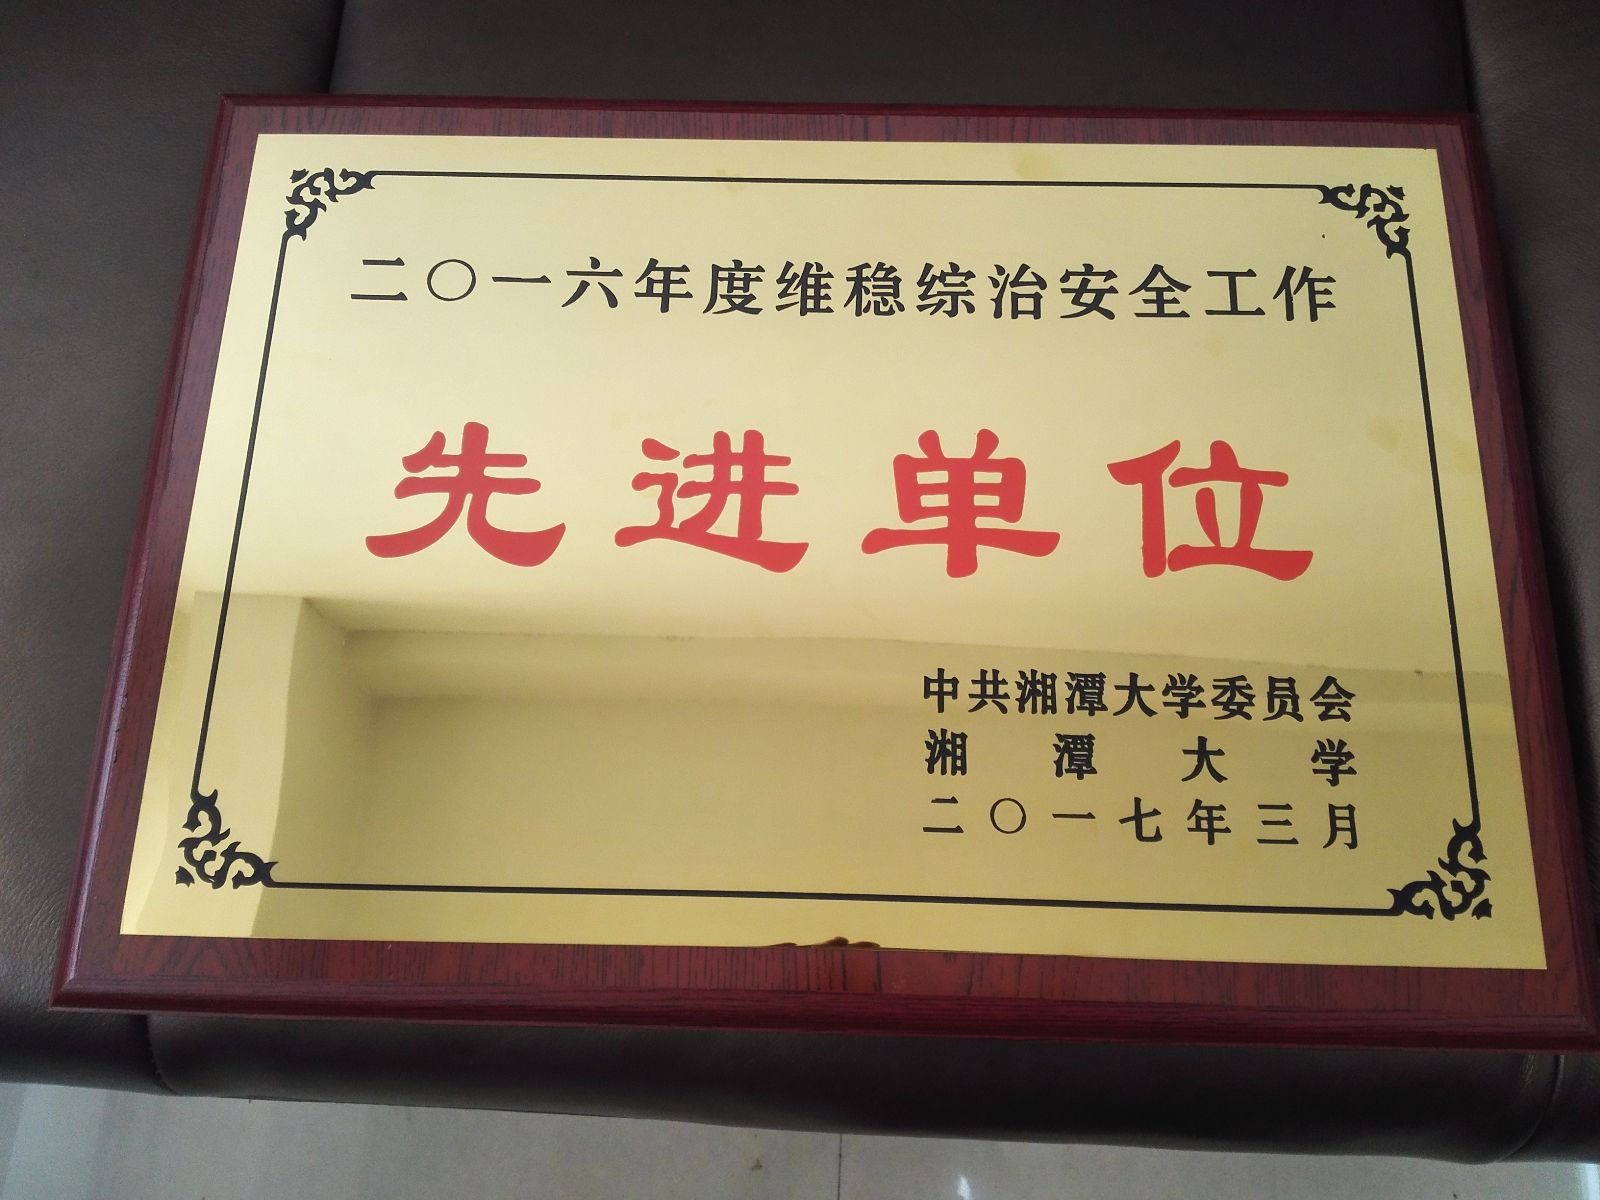 二〇一六年度维稳综治安全工作
先进单位
中共湘潭大学委员会
湘潭大学
二〇一七年三月